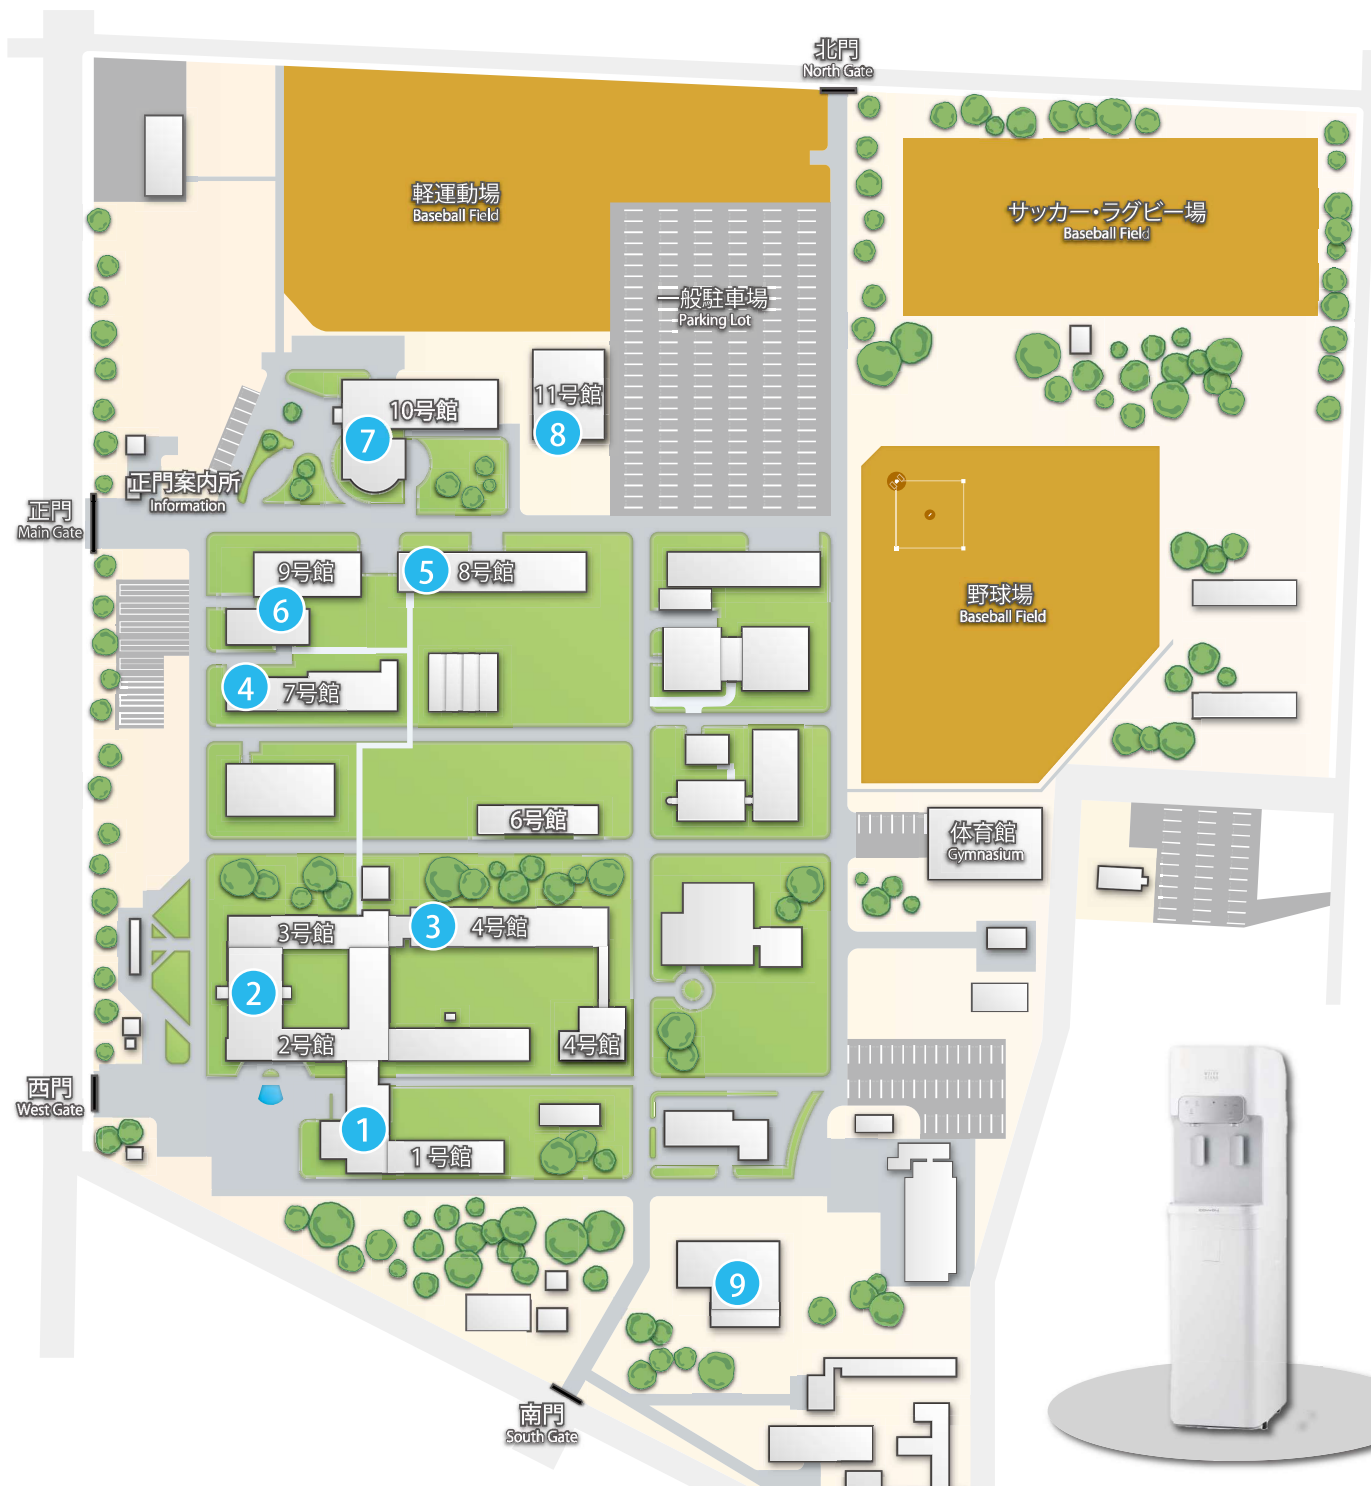 北門
North Gate
軽運動場
Baseball Field
サッカー・ラグビー場
Baseball Field
一般駐車場
Parking Lot
11号館
8
10号館
7
正門案内所
Information
正門
Main Gate
9号館
6
5
8号館
野球場
Baseball Field
4
7号館
6号館
体育館
Gymnasium
3号館
3
4号館
2
2号館
4号館
西門
West Gate
1
1号館
9
南門
South Gate